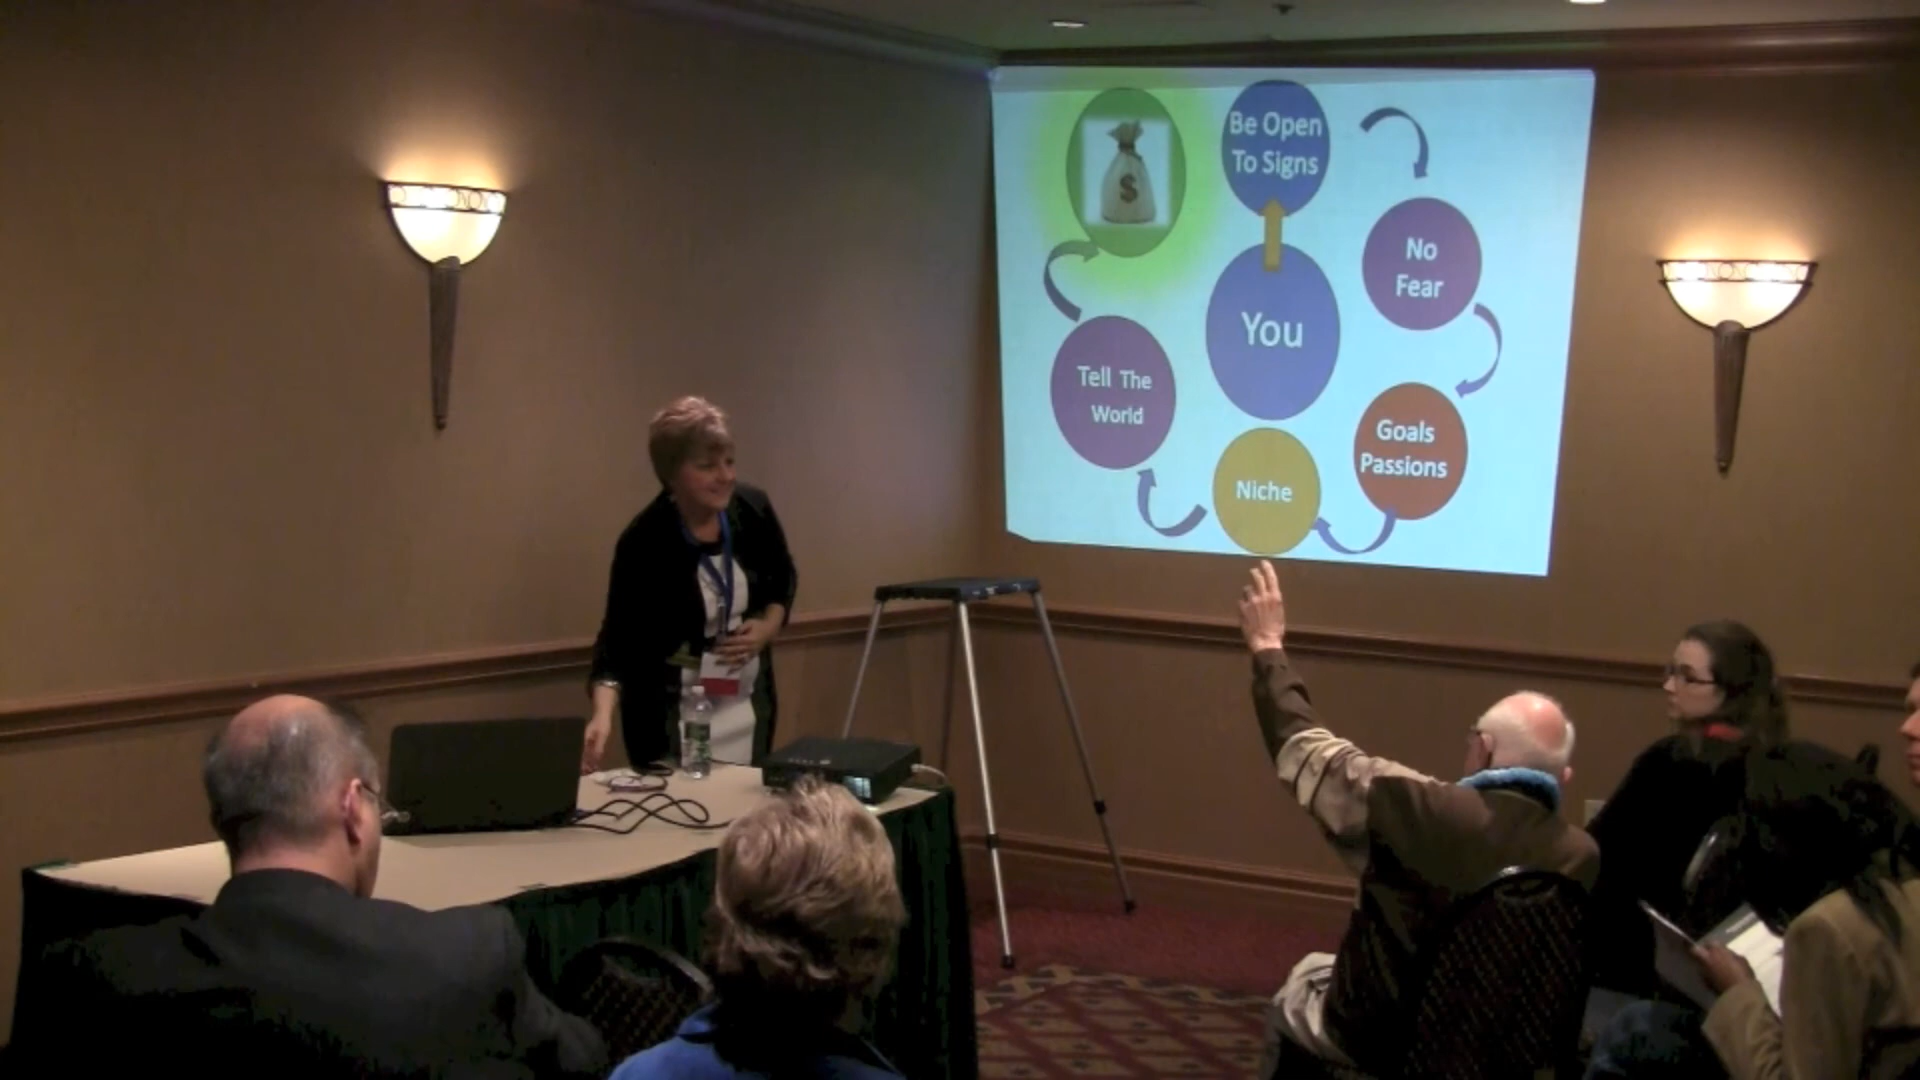 Be Open
To Signs
$
No
Fear
You
Goals
Passions
Niche
Tell The
World